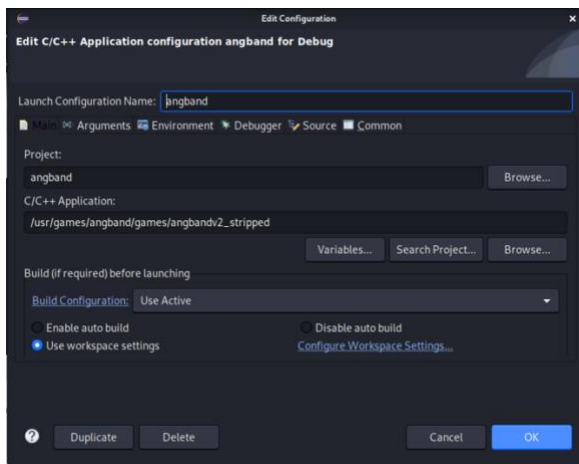 Edit Configuration
Edit C/C++ Application configuration angband for Debug
Launch Configuration Name: angband
Main Arguments Environment Debugger Source Common
Project:
angband Browse...
C/C++ Application:
/usr/games/angband/games/angbandv2_stripped
Variables... Search Project... Browse...
Build (if required) before launching
Build Configuration: Use Active
Enable auto build Disable auto build
Use workspace settings Configure Workspace Settings...
? Duplicate Delete Cancel OK